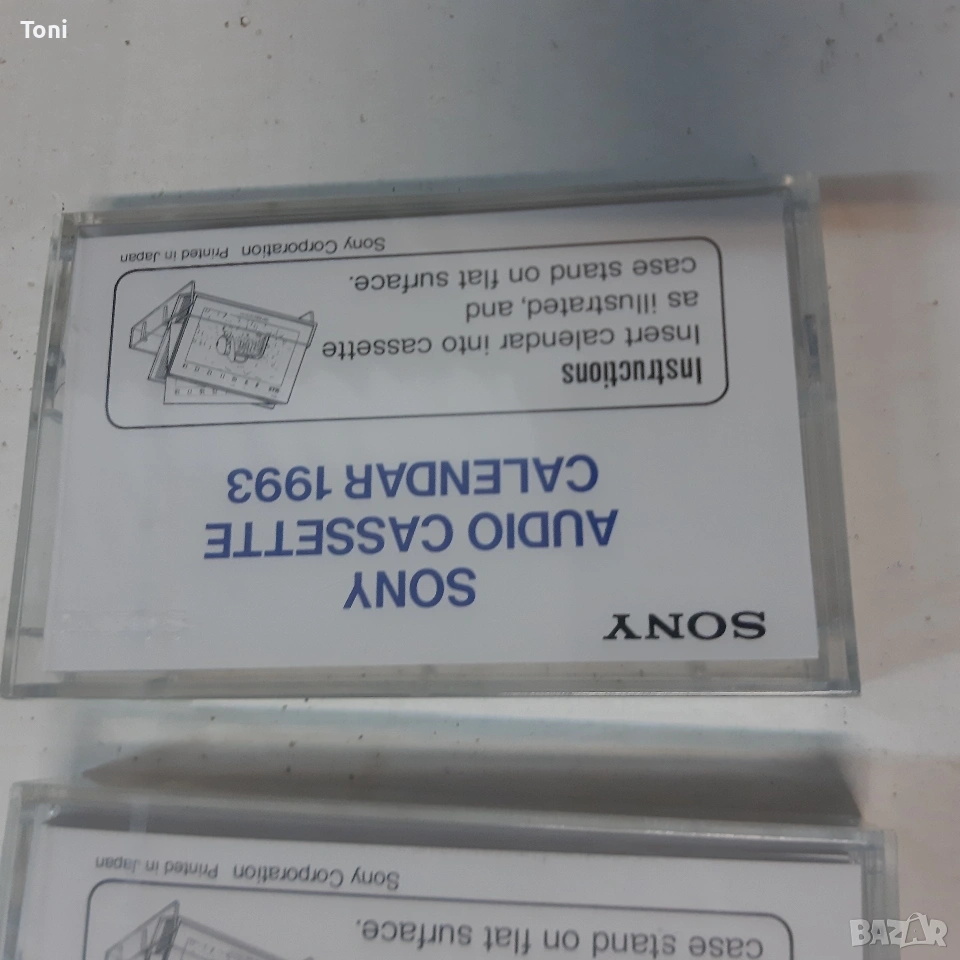 Toni
SONY
SONY
AUDIO CASSETTE
CALENDAR 1993
Instructions
Insert calendar into cassette
as illustrated, and
case stand on flat surface.
Sony Corporation Printed in Japan
case stand on flat surface.
Sony Corporation Printed in Japan
BAZAR